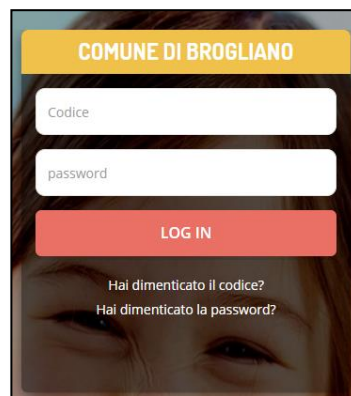 COMUNE DI BROGLIANO
Codice
password
LOG IN
Hai dimenticato il codice?
Hai dimenticato la password?